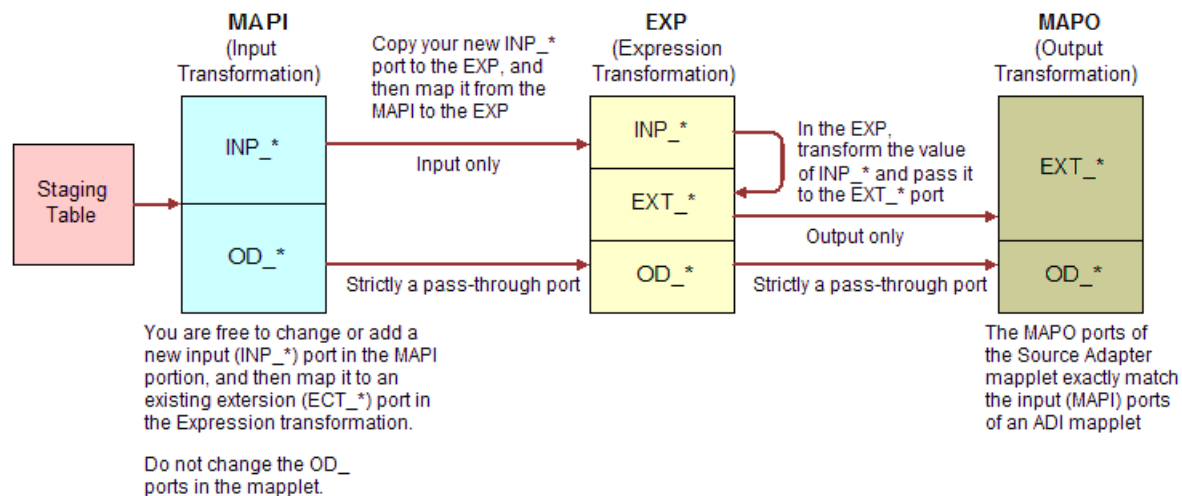 MAPI
(Input
Transformation)
Copy your new INP_*
port to the EXP, and
then map it from the
MAPI to the EXP
EXP
(Expression
Transformation)
MAPO
(Output
Transformation)
Staging
Table
INP_*
Input only
INP_*
In the EXP,
transform the value
of INP_* and pass it
to the EXT_* port
EXT_*
EXT_*
Output only
OD_*
Strictly a pass-through port
OD_*
Strictly a pass-through port
OD_*
You are free to change or add a
new input (INP_*) port in the MAPI
portion, and then map it to an
existing extersion (ECT_*) port in
the Expression transformation.
Do not change the OD_
ports in the mapplet.
The MAPO ports of
the Source Adapter
mapplet exactly match
the input (MAPI) ports
of an ADI mapplet